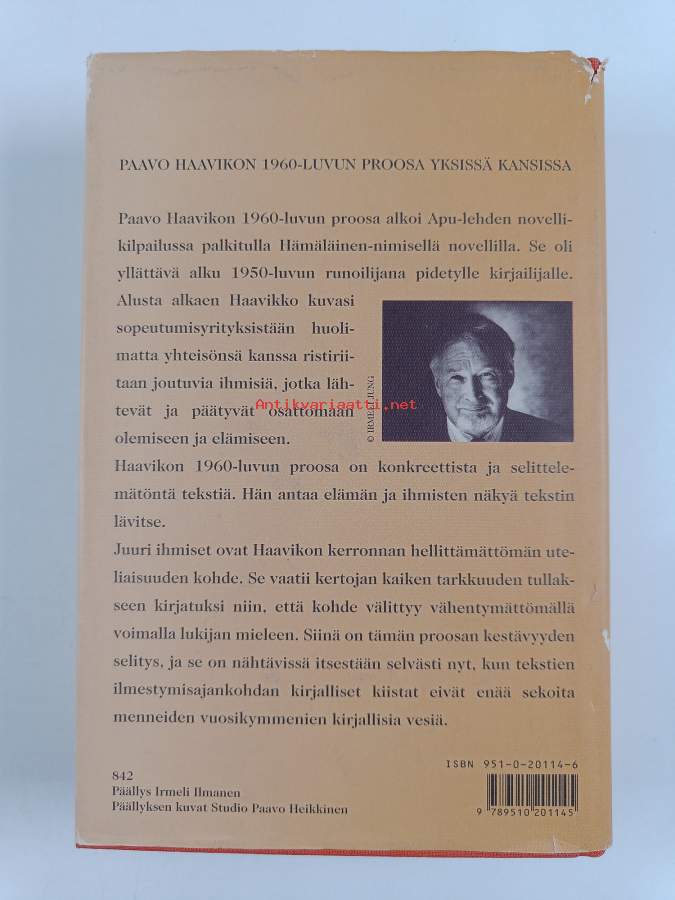 PAAVO HAAVIKON 1960-LUVUN PROOSA YKSISSÄ KANSISSA
Paavo Haavikon 1960-luvun proosa alkoi Apu-lehden novelli-
kilpailussa palkitulla Hämäläinen-nimisellä novellilla. Se oli
yllättävä alku 1950-luvun runoilijana pidetylle kirjailijalle.
Alusta alkaen Haavikko kuvasi
sopeutumisyrityksistään huoli-
matta yhteisönsä kanssa ristirii-
taan joutuvia ihmisiä, jotka läh-
tevät ja päätyvät osattomaan
olemiseen ja elämiseen.
© IRMELI JUNG
Antikvariaatti.net
Haavikon 1960-luvun proosa on konkreettista ja selittele-
mätöntä tekstiä. Hän antaa elämän ja ihmisten näkyä tekstin
lävitse.
Juuri ihmiset ovat Haavikon kerronnan hellittämättömän ute-
liaisuuden kohde. Se vaatii kertojan kaiken tarkkuuden tullak-
seen kirjatuksi niin, että kohde välittyy vähentymättömällä
voimalla lukijan mieleen. Siinä on tämän proosan kestävyyden
selitys, ja se on nähtävissä itsestään selvästi nyt, kun tekstien
ilmestymisajankohdan kirjalliset kiistat eivät enää sekoita
menneiden vuosikymmenien kirjallisia vesiä.
842
Päällys Irmeli Ilmanen
Päällyksen kuvat Studio Paavo Heikkinen
ISBN 951-0-20114-6
9 789510 201145